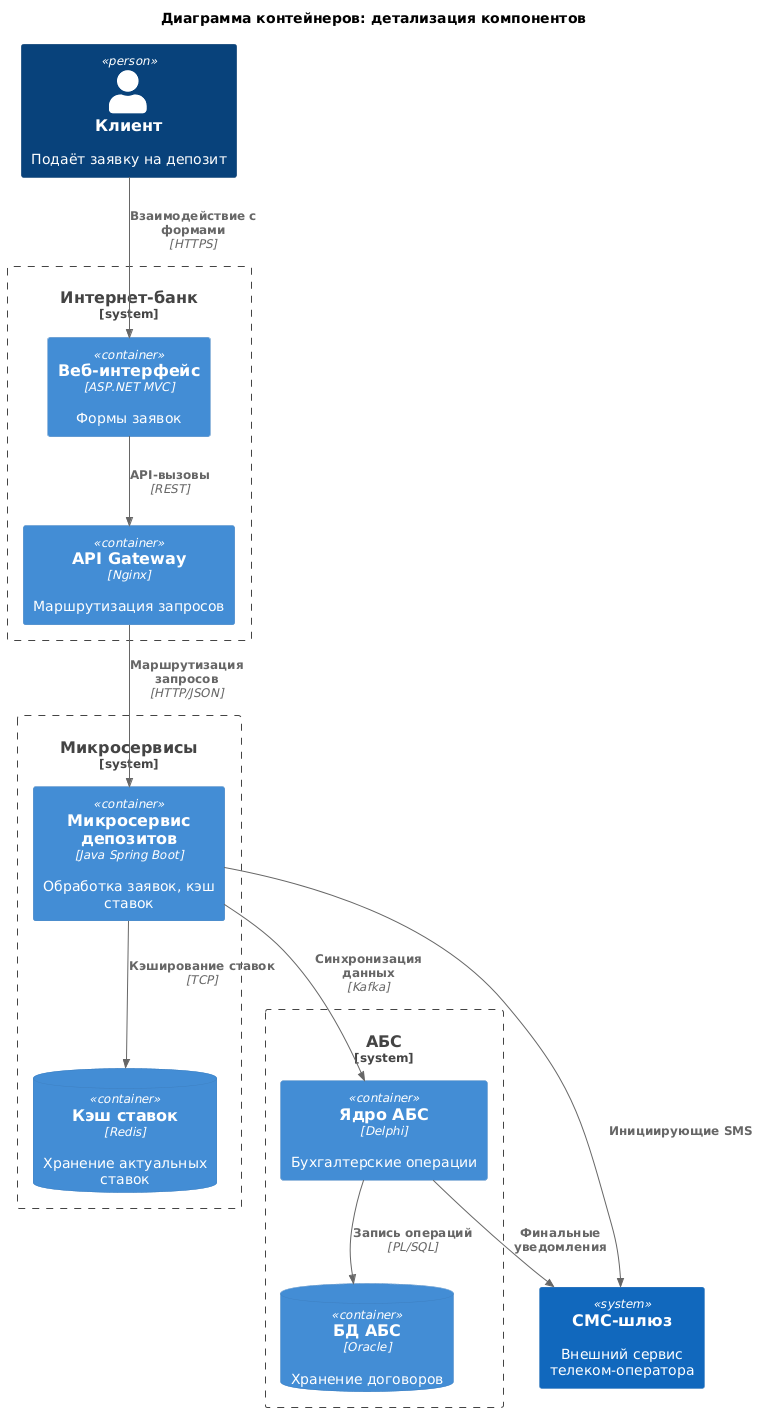 Диаграмма контейнеров: детализация компонентов
«person»
Клиент
Подаёт заявку на депозит
Взаимодействие с
формами
[HTTPS]
Интернет-банк
[system]
«container»
Веб-интерфейс
[ASP.NET MVC]
Формы заявок
API-вызовы
[REST]
«container»
API Gateway
[Nginx]
Маршрутизация запросов
Маршрутизация
запросов
[HTTP/JSON]
Микросервисы
[system]
«container»
Микросервис
депозитов
[Java Spring Boot]
Обработка заявок, кэш
ставок
Кэширование ставок
[TCP]
Синхронизация
данных
[Kafka]
АБС
[system]
«container»
Кэш ставок
[Redis]
Хранение актуальных
ставок
«container»
Ядро АБС
[Delphi]
Бухгалтерские операции
Инициирующие SMS
Запись операций
[PL/SQL]
Финальные
уведомления
«container»
БД АБС
[Oracle]
Хранение договоров
«system»
СМС-шлюз
Внешний сервис
телеком-оператора